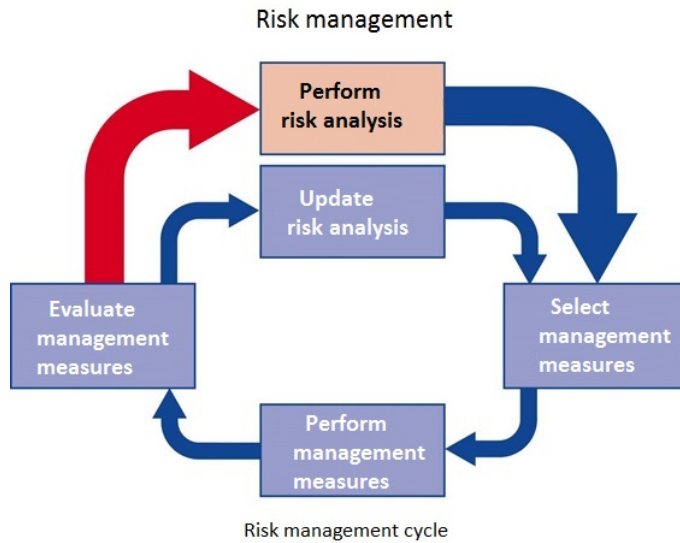 Risk management
Perform
risk analysis
Update
risk analysis
Evaluate
management
measures
Select
management
measures
Perform
management
measures
Risk management cycle